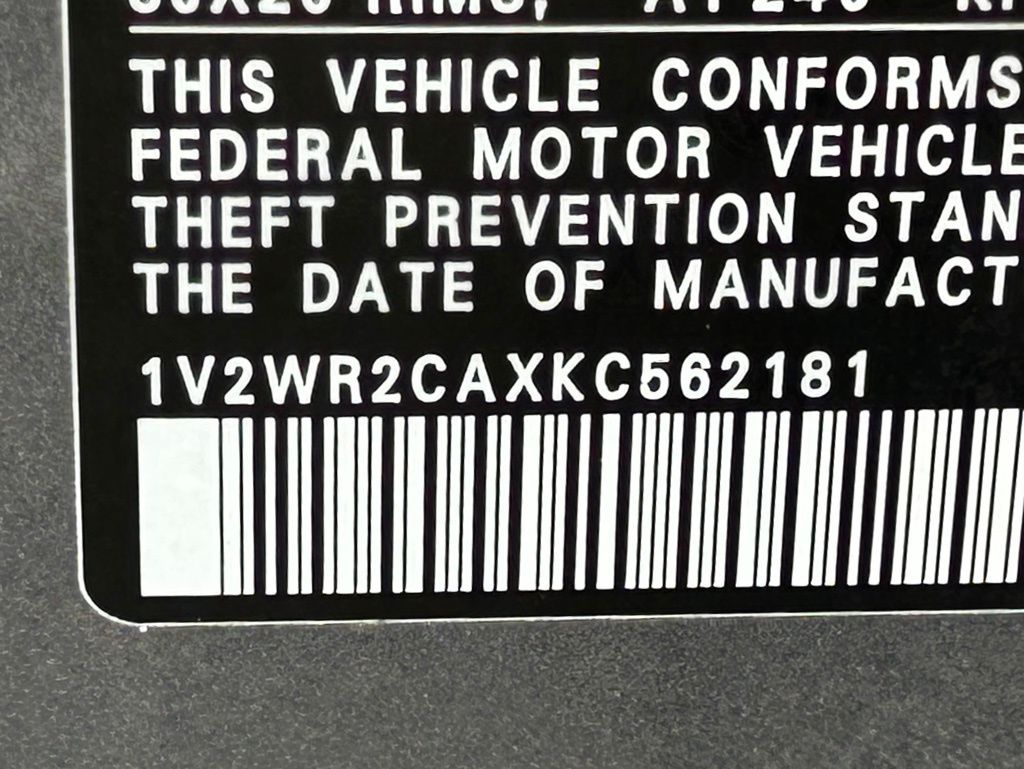 THIS VEHICLE CONFORMS
FEDERAL MOTOR VEHICLE
THEFT PREVENTION STAN
THE DATE OF MANUFACT
1V2WR2CAXKC562181